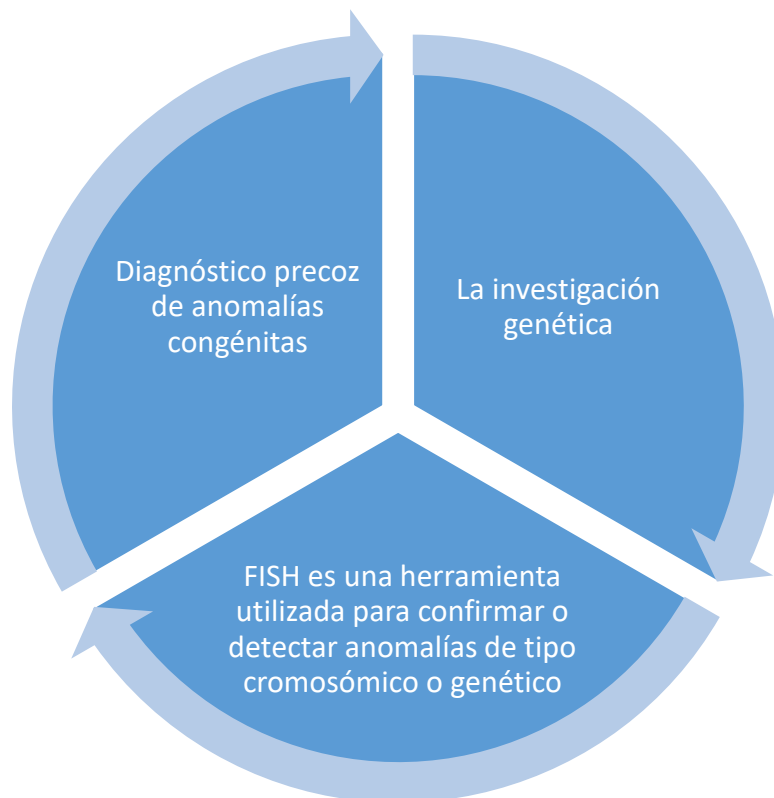 Diagnóstico precoz
de anomalías
congénitas
La investigación
genética
FISH es una herramienta
utilizada para confirmar o
detectar anomalías de tipo
cromosómico o genético